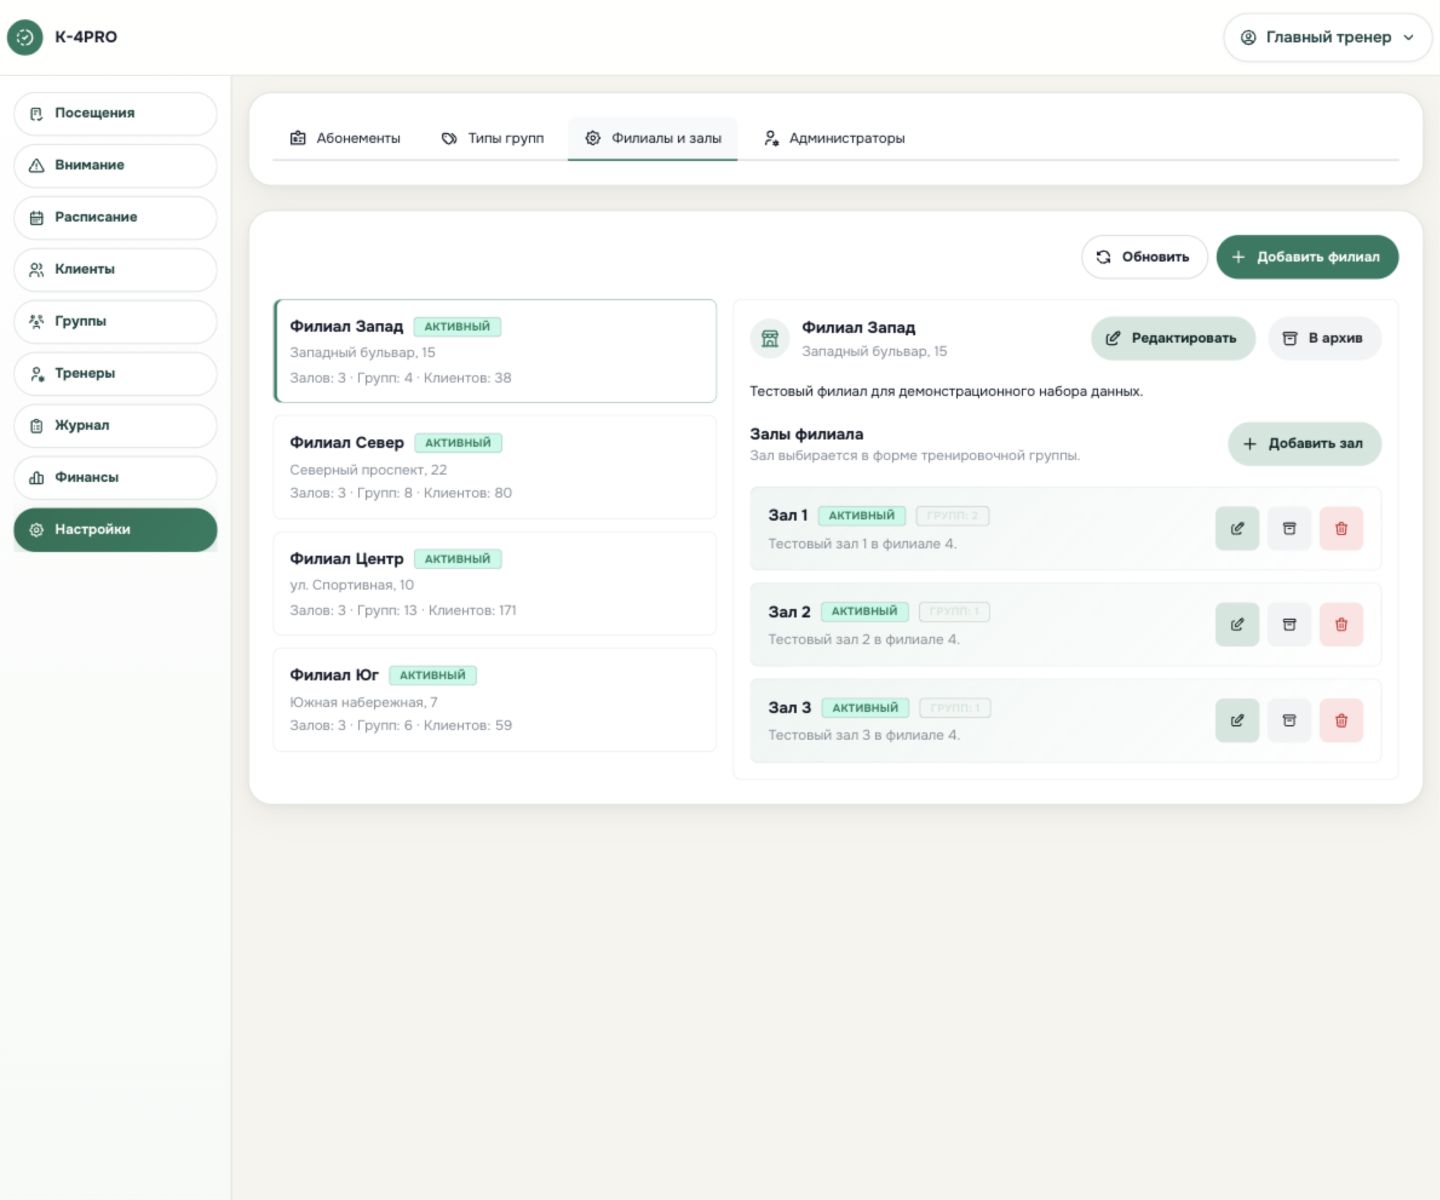 K-4PRO
Главный тренер
Посещения
Внимание
Расписание
Клиенты
Группы
Тренеры
Журнал
Финансы
Настройки
Абонементы
Типы групп
Филиалы и залы
Администраторы
Обновить
+ Добавить филиал
Филиал Запад АКТИВНЫЙ
Западный бульвар, 15
Залов: 3 · Групп: 4 · Клиентов: 38
Филиал Север АКТИВНЫЙ
Северный проспект, 22
Залов: 3 · Групп: 8 · Клиентов: 80
Филиал Центр АКТИВНЫЙ
ул. Спортивная, 10
Залов: 3 · Групп: 13 · Клиентов: 171
Филиал Юг АКТИВНЫЙ
Южная набережная, 7
Залов: 3 · Групп: 6 · Клиентов: 59
Филиал Запад
Западный бульвар, 15
Редактировать
В архив
Тестовый филиал для демонстрационного набора данных.
Залы филиала
Зал выбирается в форме тренировочной группы.
+ Добавить зал
Зал 1 АКТИВНЫЙ ГРУПП: 2
Тестовый зал 1 в филиале 4.
Зал 2 АКТИВНЫЙ ГРУПП: 1
Тестовый зал 2 в филиале 4.
Зал 3 АКТИВНЫЙ ГРУПП: 1
Тестовый зал 3 в филиале 4.